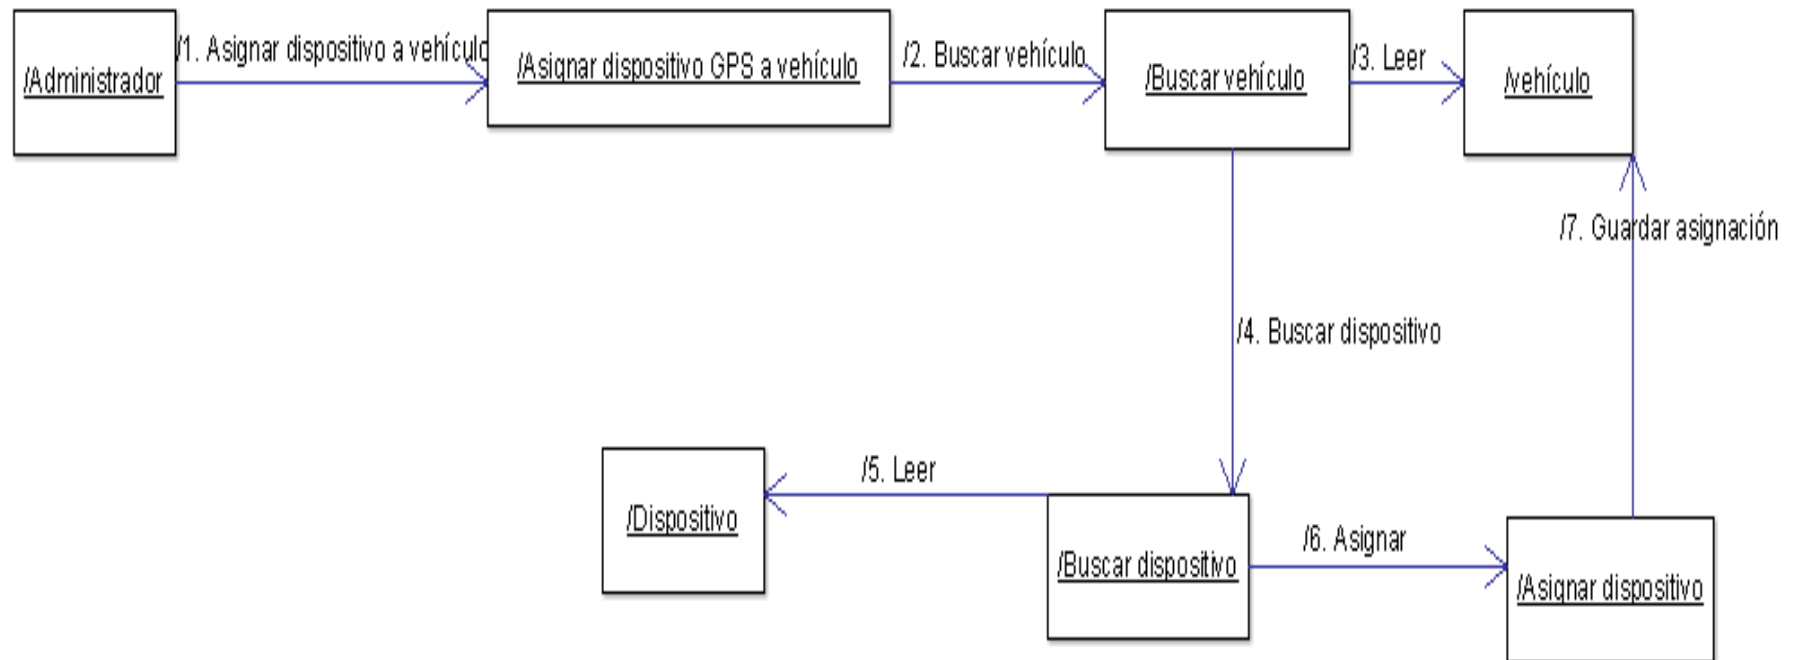 /Administrador
/1. Asignar dispositivo a vehículo
/Asignar dispositivo GPS a vehículo
/2. Buscar vehículo
/Buscar vehículo
/3. Leer
/vehículo
/7. Guardar asignación
/4. Buscar dispositivo
/5. Leer
/Dispositivo
/Buscar dispositivo
/6. Asignar
/Asignar dispositivo